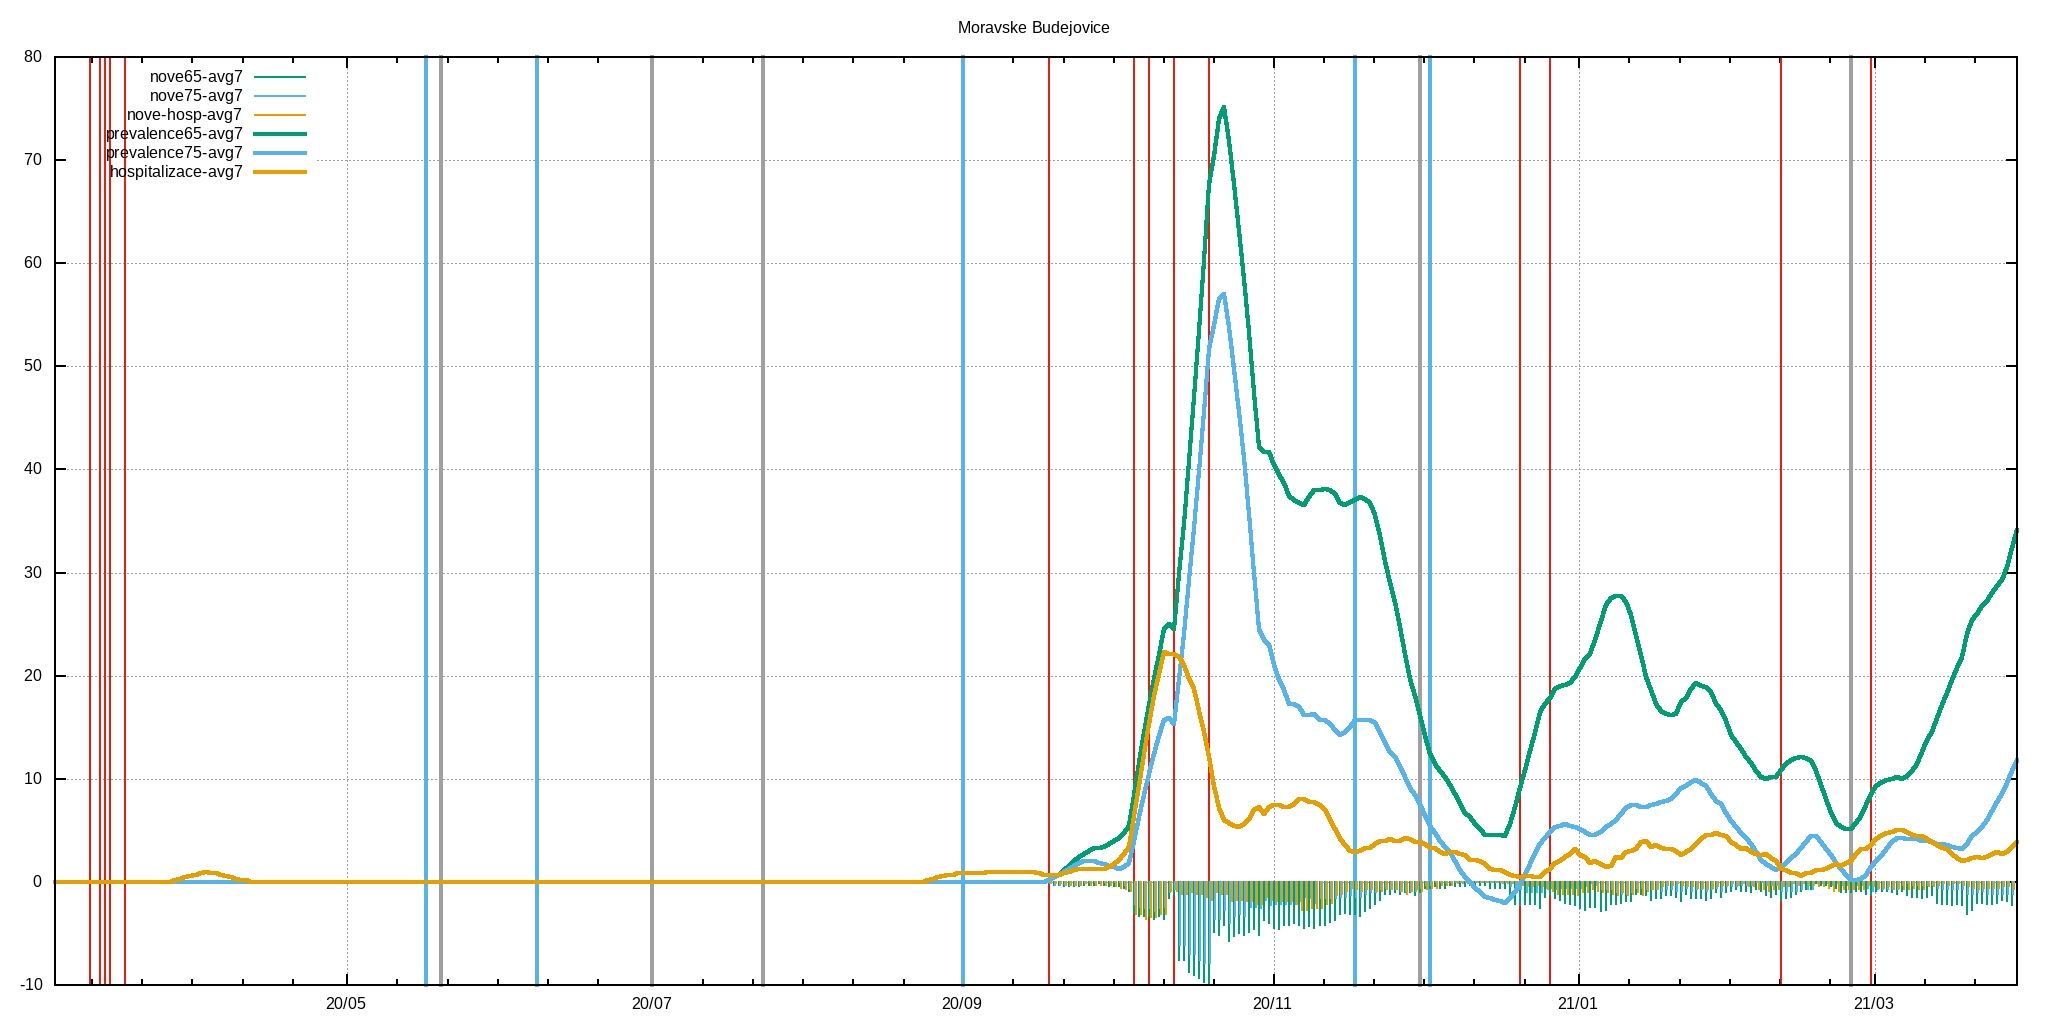 Moravske Budejovice
80
70
60
50
40
30
20
10
0
-10
nove65-avg7
nove75-avg7
nove-hosp-avg7
prevalence65-avg7
prevalence75-avg7
hospitalizace-avg7
20/05 20/07 20/09 20/11 21/01 21/03